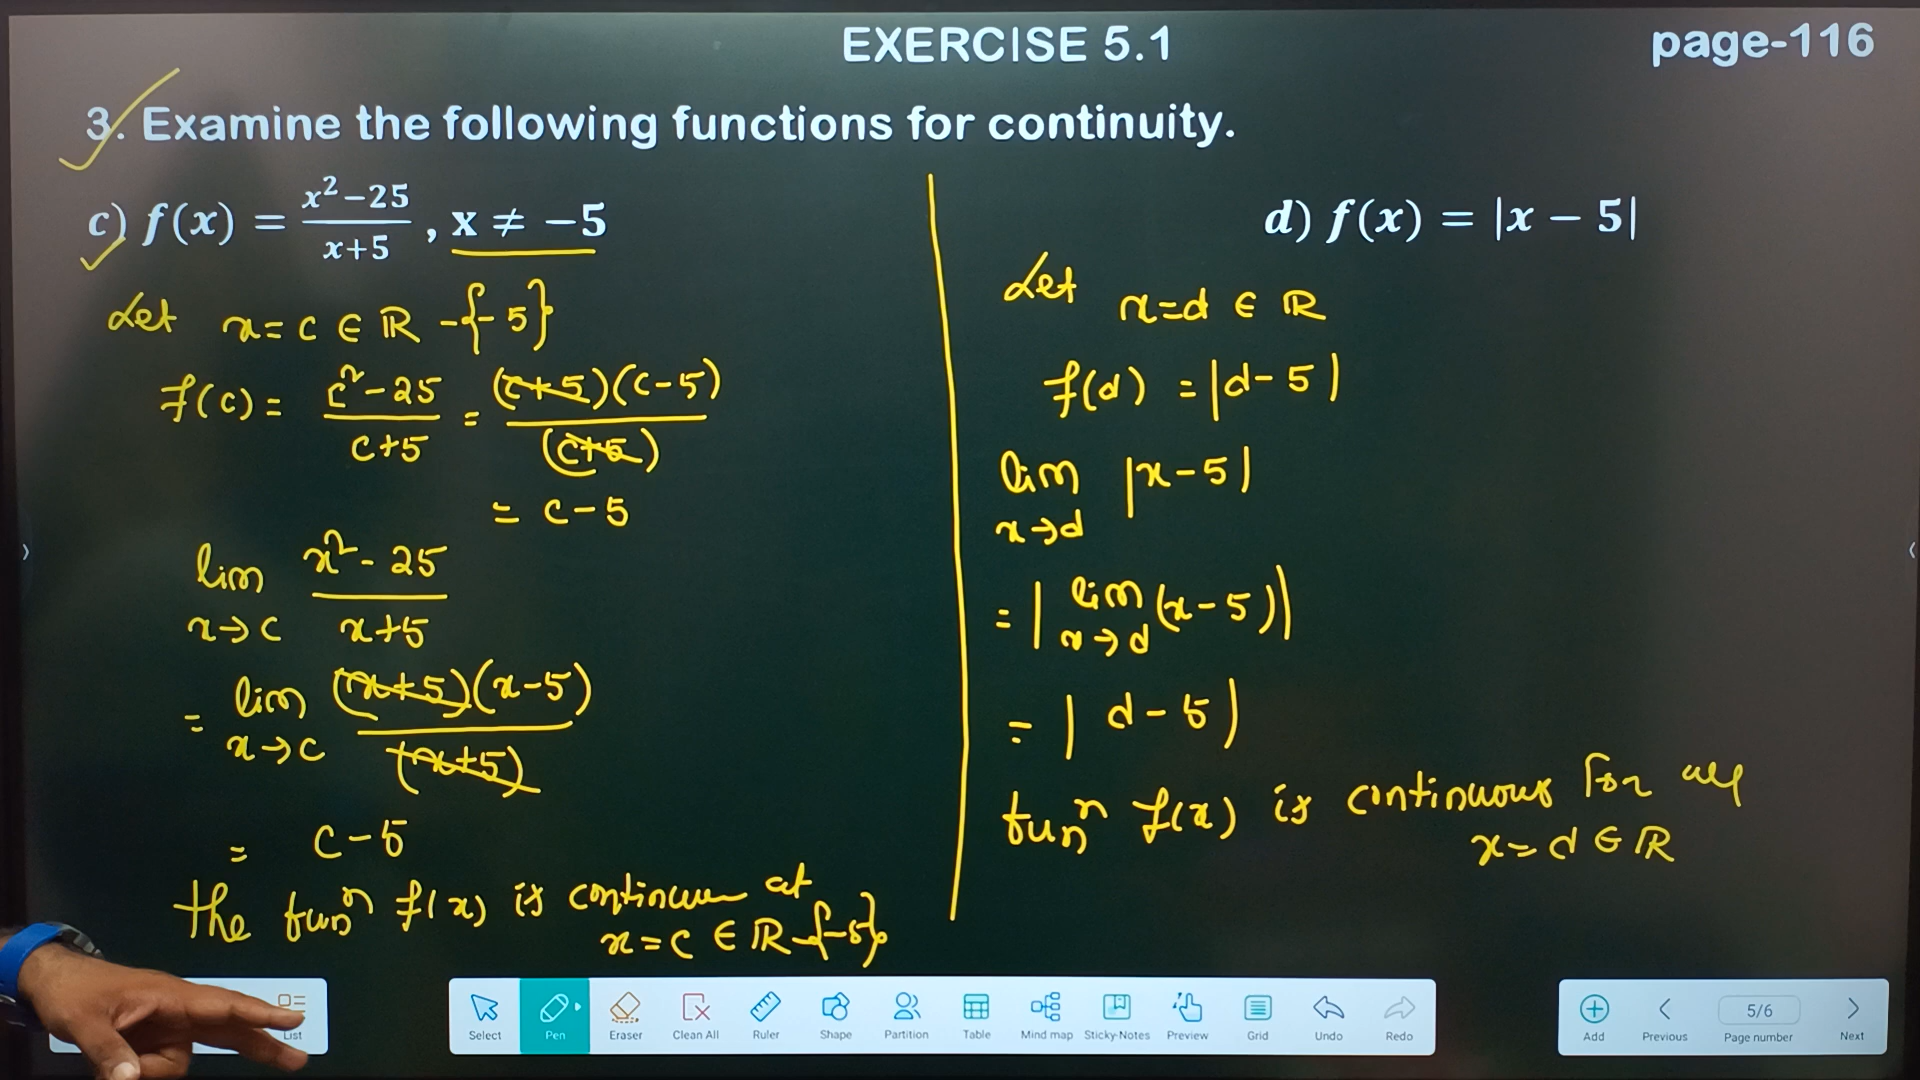 EXERCISE 5.1
page-116
3. Examine the following functions for continuity.
c) f(x) = (x²−25)/(x+5), x ≠ −5
Let x = c ∈ ℝ - {-5}
f(c) = (c²-25)/(c+5) = (c+5)(c-5)/(c+5)
= c-5
lim x→c (x²-25)/(x+5)
= lim x→c (x+5)(x-5)/(x+5)
= c-5
the funⁿ f(x) is at
x = c ∈ ℝ-{-5}
d) f(x) = |x − 5|
Let x=d ∈ ℝ
f(d) = |d-5|
lim x→d |x-5|
= |lim x→d (x-5)|
= |d-5|
funⁿ f(x) is continuous for all
x = d ∈ ℝ
List
Select
Pen
Eraser
Clean All
Ruler
Shape
Partition
Table
Mind map
Sticky-Notes
Preview
Grid
Undo
Redo
Add
Previous
5/6
Page number
Next